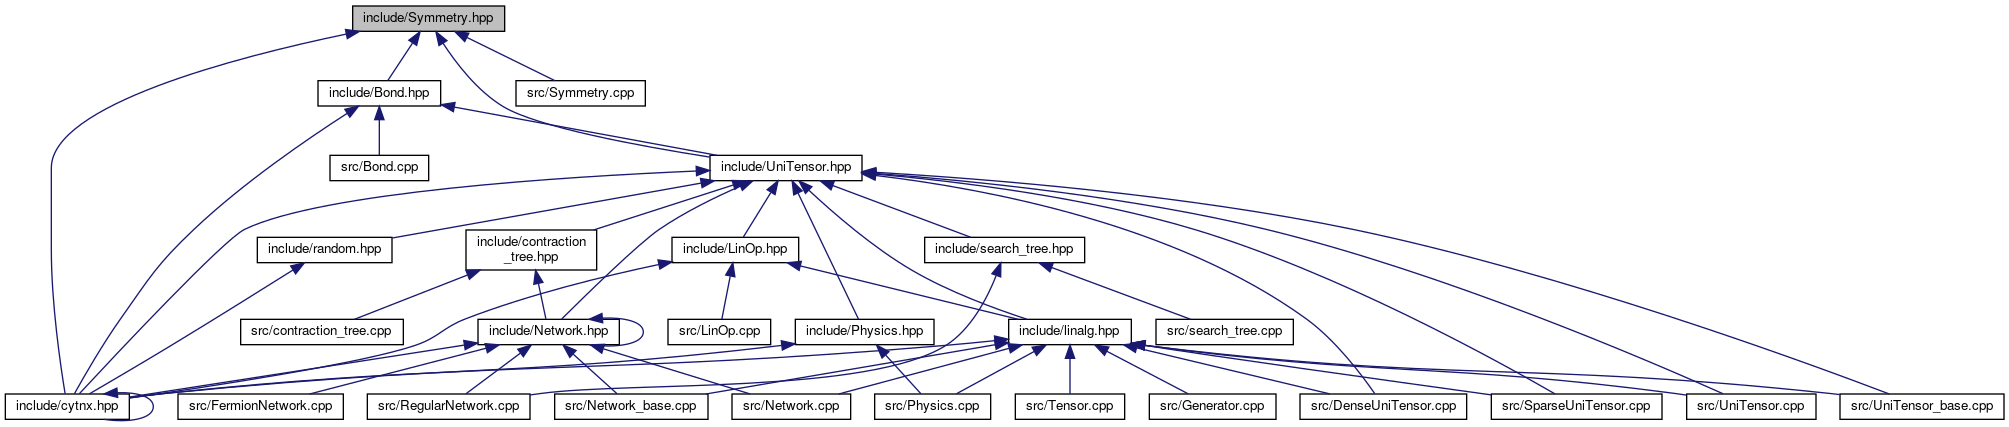 include/Symmetry.hpp
include/Bond.hpp
src/Symmetry.cpp
src/Bond.cpp
include/UniTensor.hpp
include/random.hpp
include/contraction
_tree.hpp
include/LinOp.hpp
include/search_tree.hpp
src/contraction_tree.cpp
include/Network.hpp
src/LinOp.cpp
include/Physics.hpp
include/linalg.hpp
src/search_tree.cpp
include/cytnx.hpp
src/FermionNetwork.cpp
src/RegularNetwork.cpp
src/Network_base.cpp
src/Network.cpp
src/Physics.cpp
src/Tensor.cpp
src/Generator.cpp
src/DenseUniTensor.cpp
src/SparseUniTensor.cpp
src/UniTensor.cpp
src/UniTensor_base.cpp